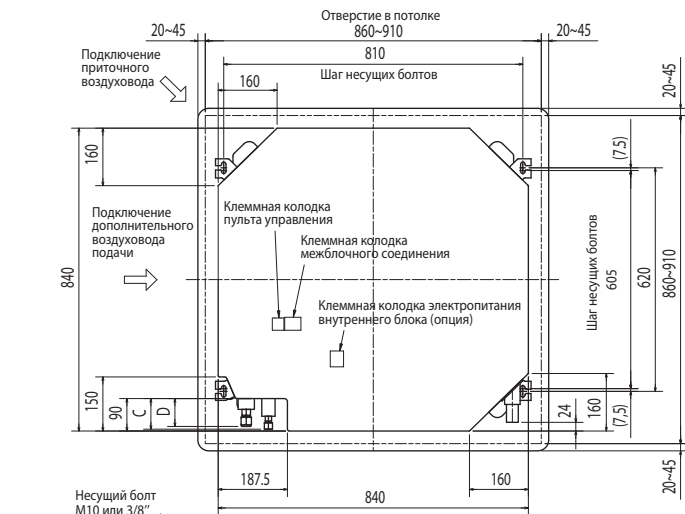 Отверстие в потолке
20~45
860~910
20~45
810
Подключение
приточного
воздуховода
Шаг несущих болтов
160
20~45
160
(7.5)
Подключение
дополнительного
воздуховода
подачи
Клеммная колодка
пульта управления
Клеммная колодка
межблочного соединения
Клеммная колодка электропитания
внутреннего блока (опция)
840
Шаг несущих болтов
605
620
860~910
150
90
C
D
24
160
(7,5)
20~45
187.5
160
840
Несущий болт
M10 или 3/8"